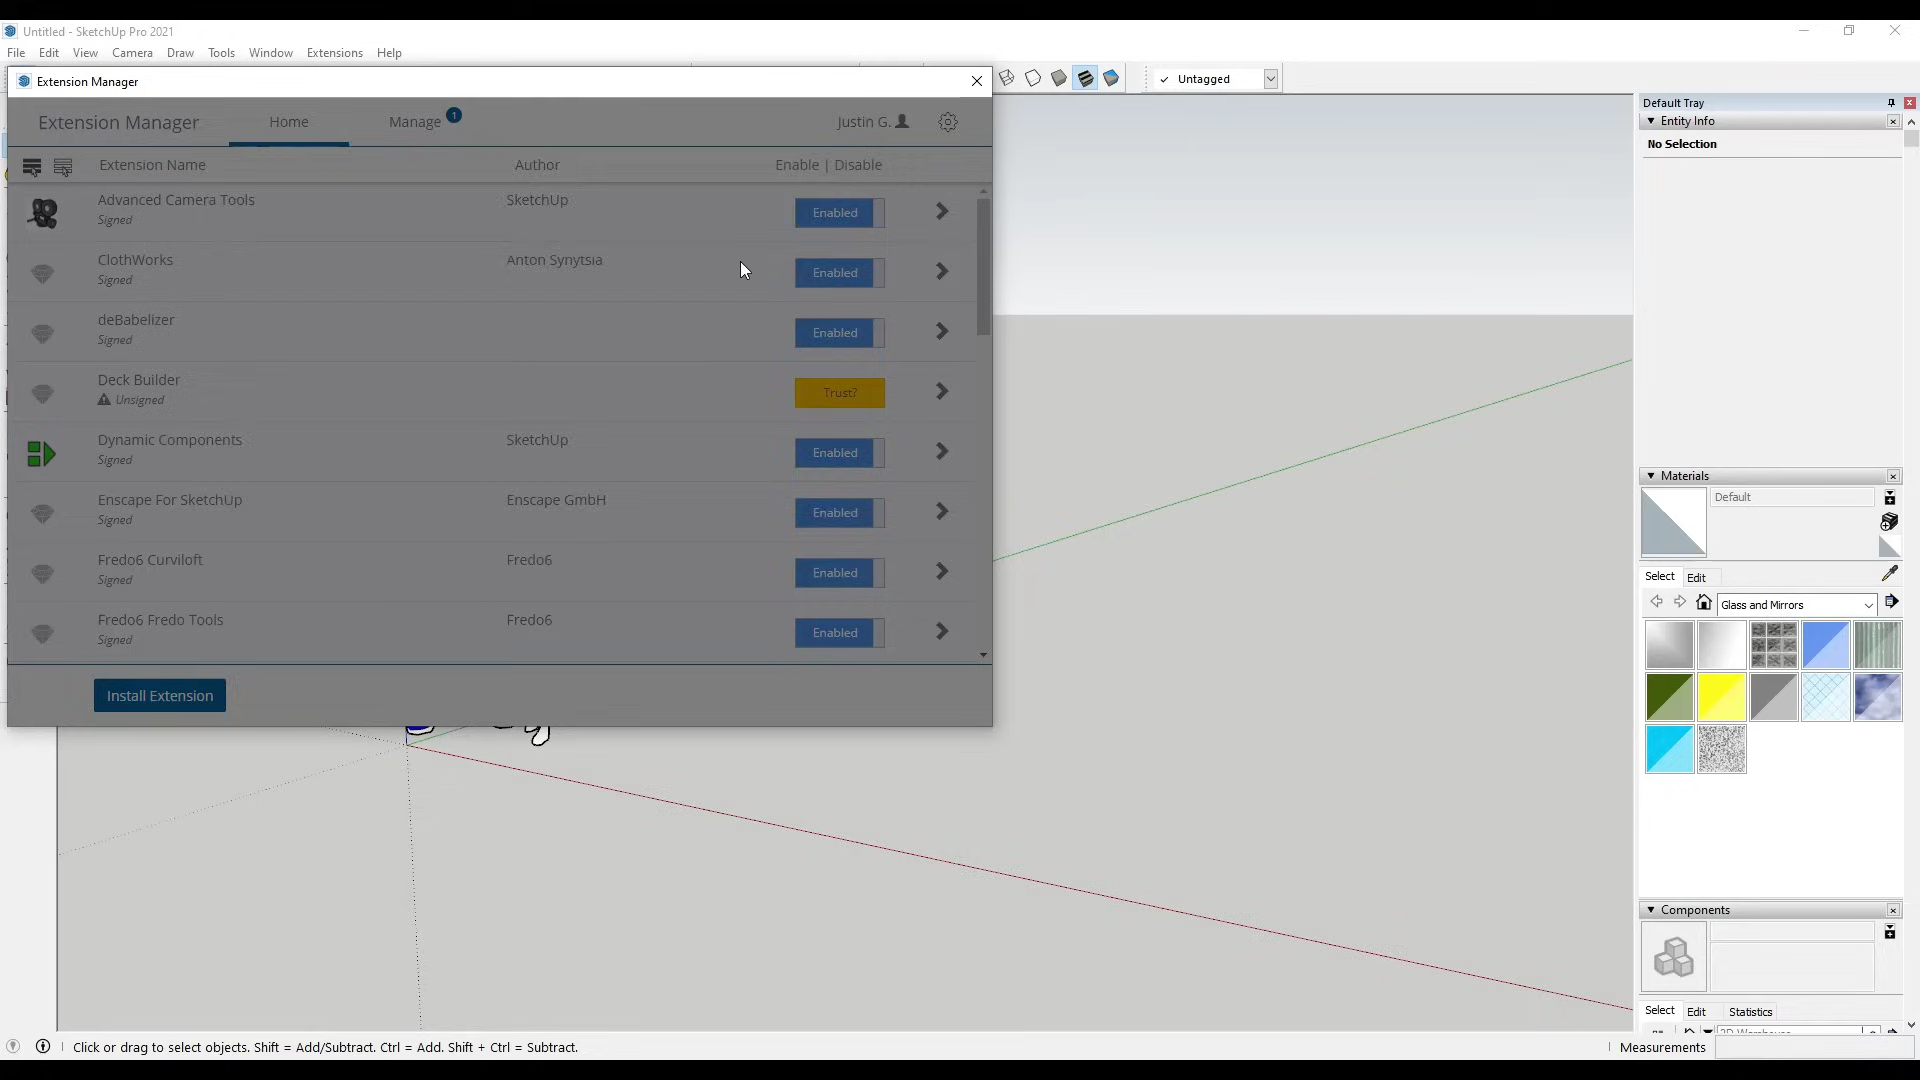 Untitled - SketchUp Pro 2021
File Edit View Camera Draw Tools Window Extensions Help
Extension Manager
Untagged
Extension Manager Home Manage 1 Justin G.
Extension Name Author Enable | Disable
Advanced Camera Tools SketchUp Enabled
Signed
ClothWorks Anton Synytsia Enabled
Signed
deBabelizer Enabled
Signed
Deck Builder Trust?
Unsigned
Dynamic Components SketchUp Enabled
Signed
Enscape For SketchUp Enscape GmbH Enabled
Signed
Fredo6 Curviloft Fredo6 Enabled
Signed
Fredo6 Fredo Tools Fredo6 Enabled
Signed
Install Extension
Default Tray
Entity Info
No Selection
Materials
Default
Select Edit
Glass and Mirrors
Components
Select Edit Statistics
Click or drag to select objects. Shift = Add/Subtract. Ctrl = Add. Shift + Ctrl = Subtract.
Measurements